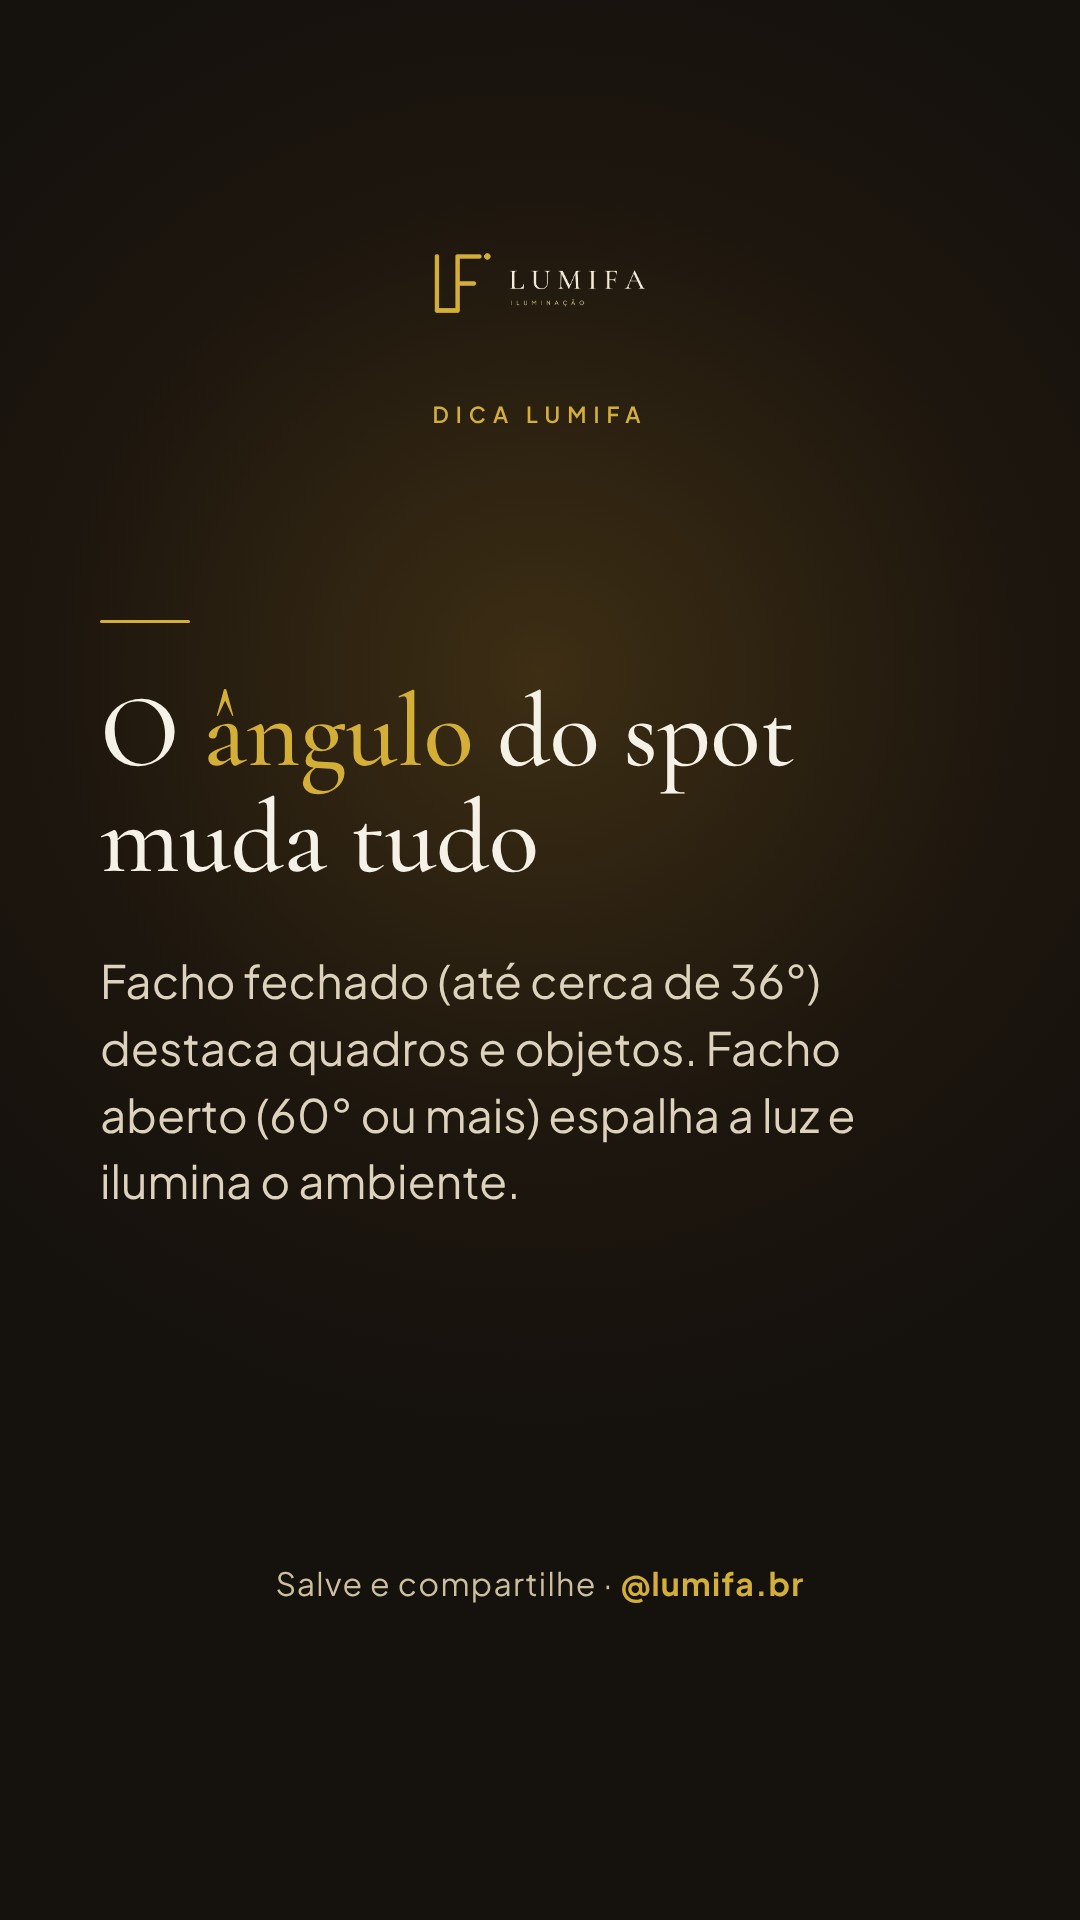 LF
LUMIFA
ILUMINAÇÃO
DICA LUMIFA
O ângulo do spot
muda tudo
Facho fechado (até cerca de 36°)
destaca quadros e objetos. Facho
aberto (60° ou mais) espalha a luz e
ilumina o ambiente.
Salve e compartilhe · @lumifa.br